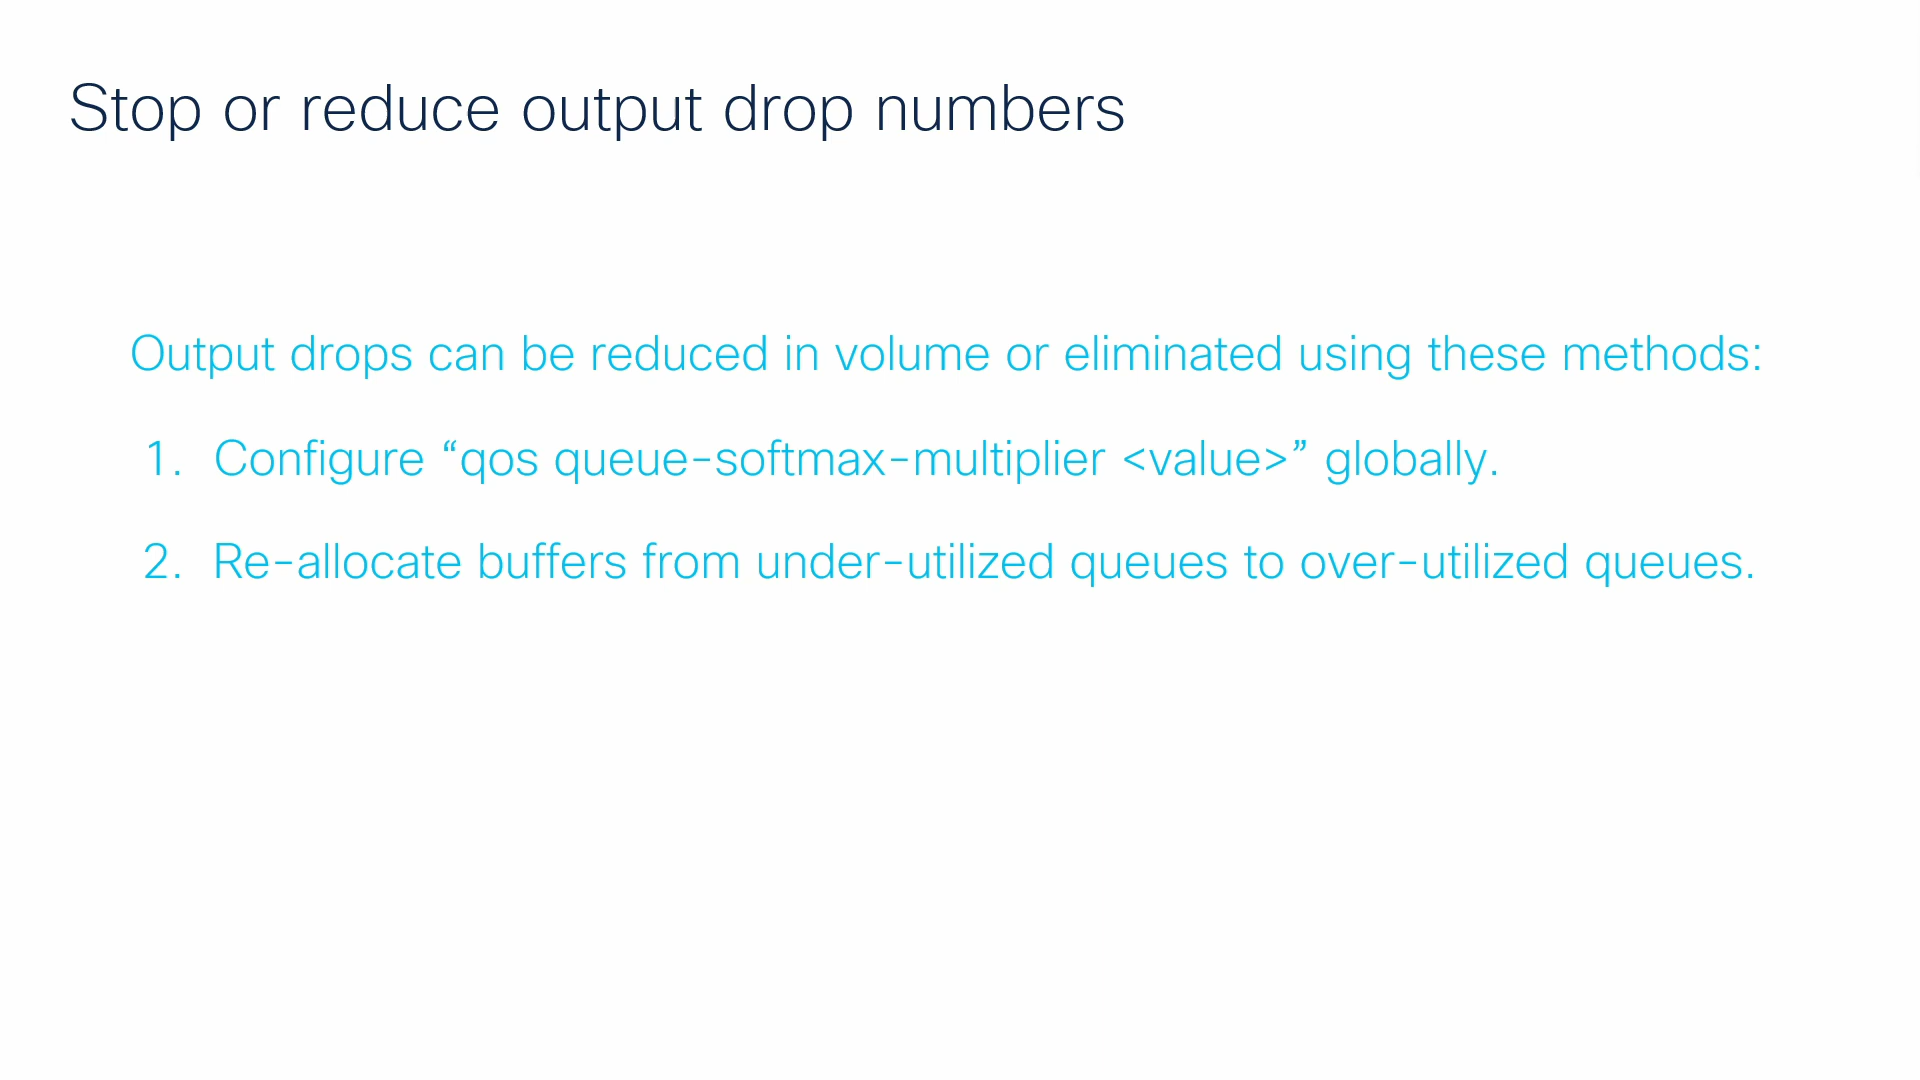 Stop or reduce output drop numbers
Output drops can be reduced in volume or eliminated using these methods:
1. Configure “qos queue-softmax-multiplier <value>” globally.
2. Re-allocate buffers from under-utilized queues to over-utilized queues.